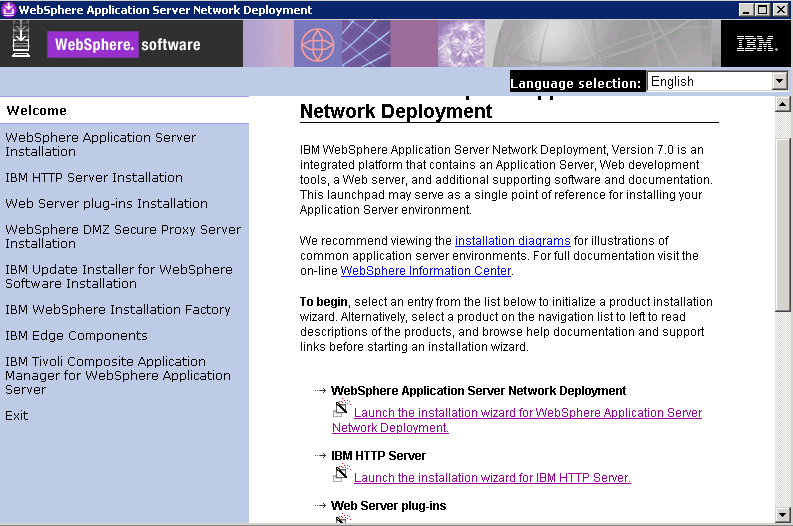 WebSphere Application Server Network Deployment
WebSphere. software
IBM.
Language selection: English
Welcome
WebSphere Application Server
Installation
IBM HTTP Server Installation
Web Server plug-ins Installation
WebSphere DMZ Secure Proxy Server
Installation
IBM Update Installer for WebSphere
Software Installation
IBM WebSphere Installation Factory
IBM Edge Components
IBM Tivoli Composite Application
Manager for WebSphere Application
Server
Exit
Network Deployment
IBM WebSphere Application Server Network Deployment, Version 7.0 is an
integrated platform that contains an Application Server, Web development
tools, a Web server, and additional supporting software and documentation.
This launchpad may serve as a single point of reference for installing your
Application Server environment.
We recommend viewing the installation diagrams for illustrations of
common application server environments. For full documentation visit the
on-line WebSphere Information Center.
To begin, select an entry from the list below to initialize a product installation
wizard. Alternatively, select a product on the navigation list to left to read
descriptions of the products, and browse help documentation and support
links before starting an installation wizard.
WebSphere Application Server Network Deployment
Launch the installation wizard for WebSphere Application Server
Network Deployment.
IBM HTTP Server
Launch the installation wizard for IBM HTTP Server.
Web Server plug-ins